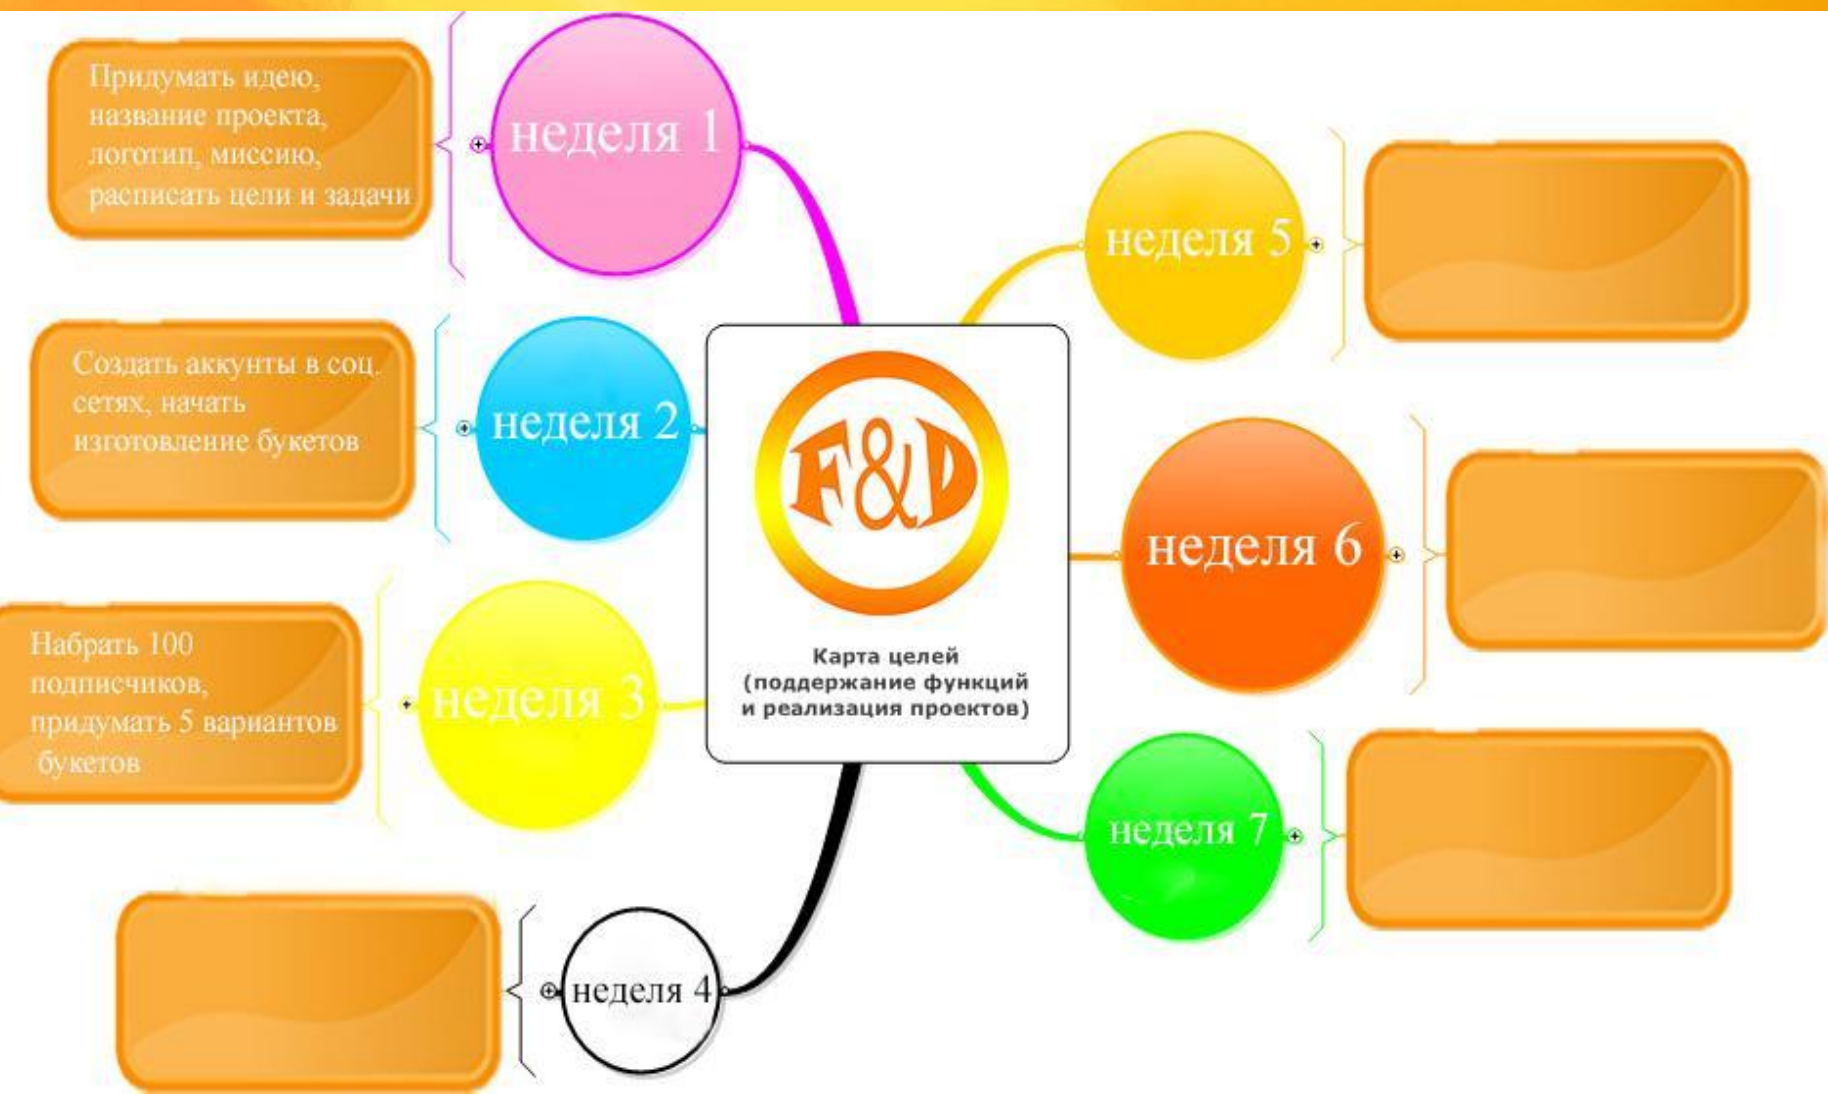 Придумать идею,
название проекта,
логотип, миссию,
расписать цели и задачи
неделя 1
Создать аккунты в соц.
сетях, начать
изготовление букетов
неделя 2
Набрать 100
подписчиков,
придумать 5 вариантов
букетов
неделя 3
неделя 4
F&D
Карта целей
(поддержание функций
и реализация проектов)
неделя 5
неделя 6
неделя 7